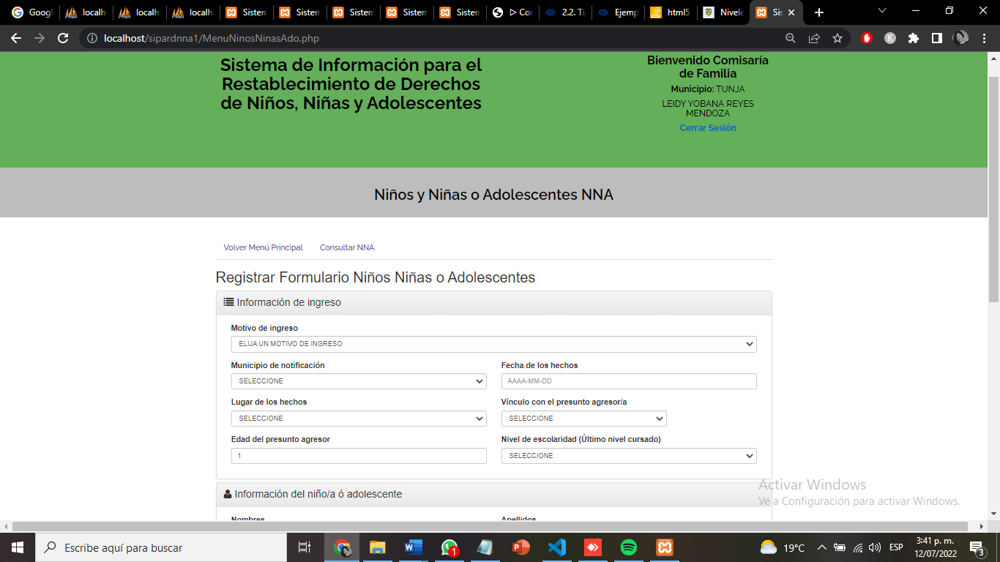 Googl
localh
localh
localh
Sistem
Sistem
Sistem
Sistem
Sistem
▷ Cor
2.2. Ti
Ejemp
html5
Nivele
Sis
localhost/sipardnna1/MenuNinosNinasAdo.php
K
Sistema de Información para el
Restablecimiento de Derechos
de Niños, Niñas y Adolescentes
Bienvenido Comisaría
de Familia
Municipio: TUNJA
LEIDY YOBANA REYES
MENDOZA
Cerrar Sesión
Niños y Niñas o Adolescentes NNA
Volver Menú Principal Consultar NNA
Registrar Formulario Niños Niñas o Adolescentes
Información de ingreso
Motivo de ingreso
ELIJA UN MOTIVO DE INGRESO
Municipio de notificación Fecha de los hechos
SELECCIONE AAAA-MM-DD
Lugar de los hechos Vínculo con el presunto agresor/a
SELECCIONE SELECCIONE
Edad del presunto agresor Nivel de escolaridad (Último nivel cursado)
1 SELECCIONE
Información del niño/a ó adolescente
Nombres Apellidos
Activar Windows
Ve a Configuración para activar Windows.
Escribe aquí para buscar
1
19°C
ESP
3:41 p. m.
12/07/2022
3